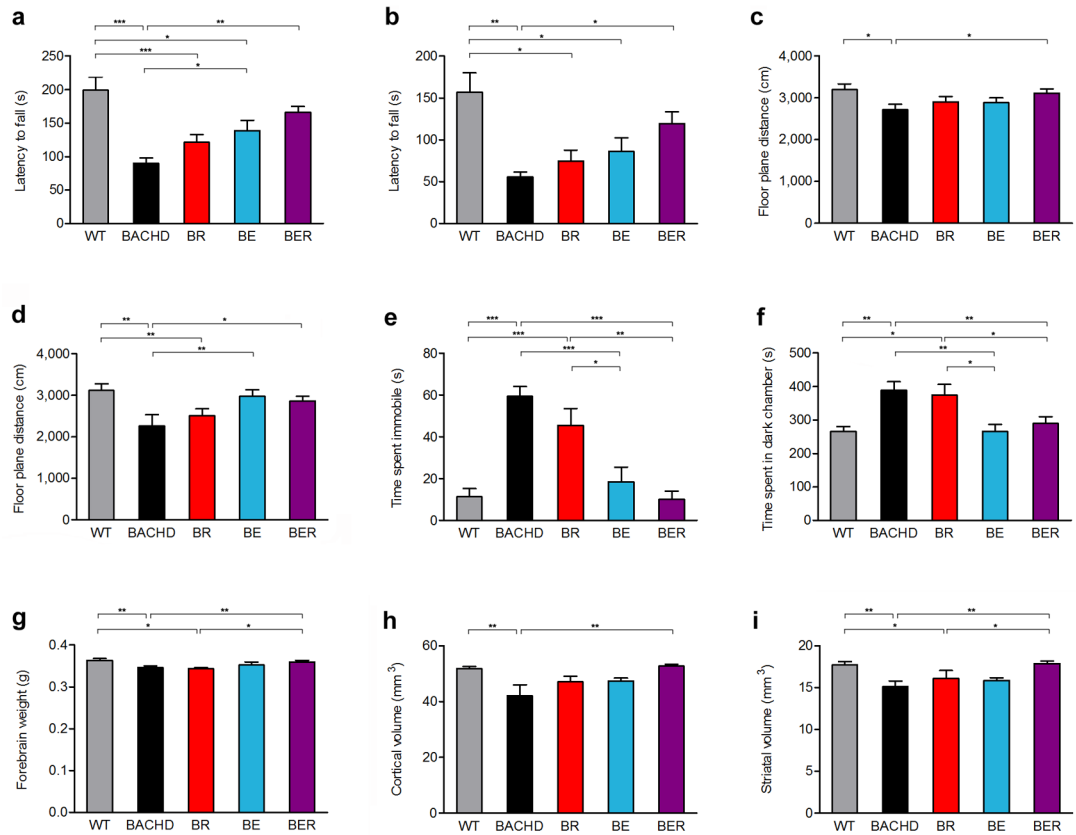 a
*** **
*
***
*
Latency to fall (s)
250
200
150
100
50
0
WT BACHD BR BE BER
b
** *
*
*
Latency to fall (s)
200
150
100
50
0
WT BACHD BR BE BER
c
* *
Floor plane distance (cm)
4,000
3,000
2,000
1,000
0
WT BACHD BR BE BER
d
** *
**
**
Floor plane distance (cm)
4,000
3,000
2,000
1,000
0
WT BACHD BR BE BER
e
*** ***
*** **
***
*
Time spent immobile (s)
80
60
40
20
0
WT BACHD BR BE BER
f
** **
* *
**
*
Time spent in dark chamber (s)
500
400
300
200
100
0
WT BACHD BR BE BER
g
** **
* *
Forebrain weight (g)
0.4
0.3
0.2
0.1
0.0
WT BACHD BR BE BER
h
** **
Cortical volume (mm³)
60
40
20
0
WT BACHD BR BE BER
i
** **
* *
Striatal volume (mm³)
20
15
10
5
0
WT BACHD BR BE BER